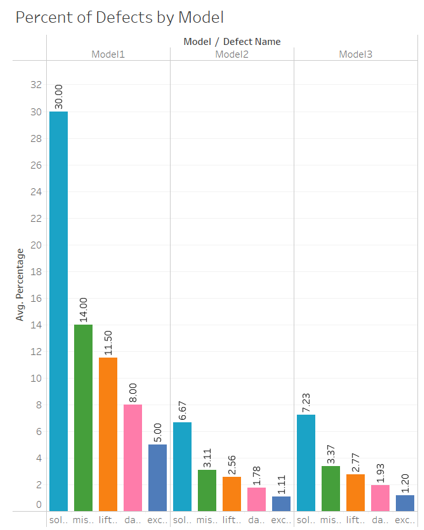 Percent of Defects by Model
Model / Defect Name
Model1 Model2 Model3
Avg. Percentage
32
30
28
26
24
22
20
18
16
14
12
10
8
6
4
2
0
30.00 14.00 11.50 8.00 5.00 6.67 3.11 2.56 1.78 1.11 7.23 3.37 2.77 1.93 1.20
sol.. mis.. lift.. da.. exc.. sol.. mis.. lift.. da.. exc.. sol.. mis.. lift.. da.. exc..